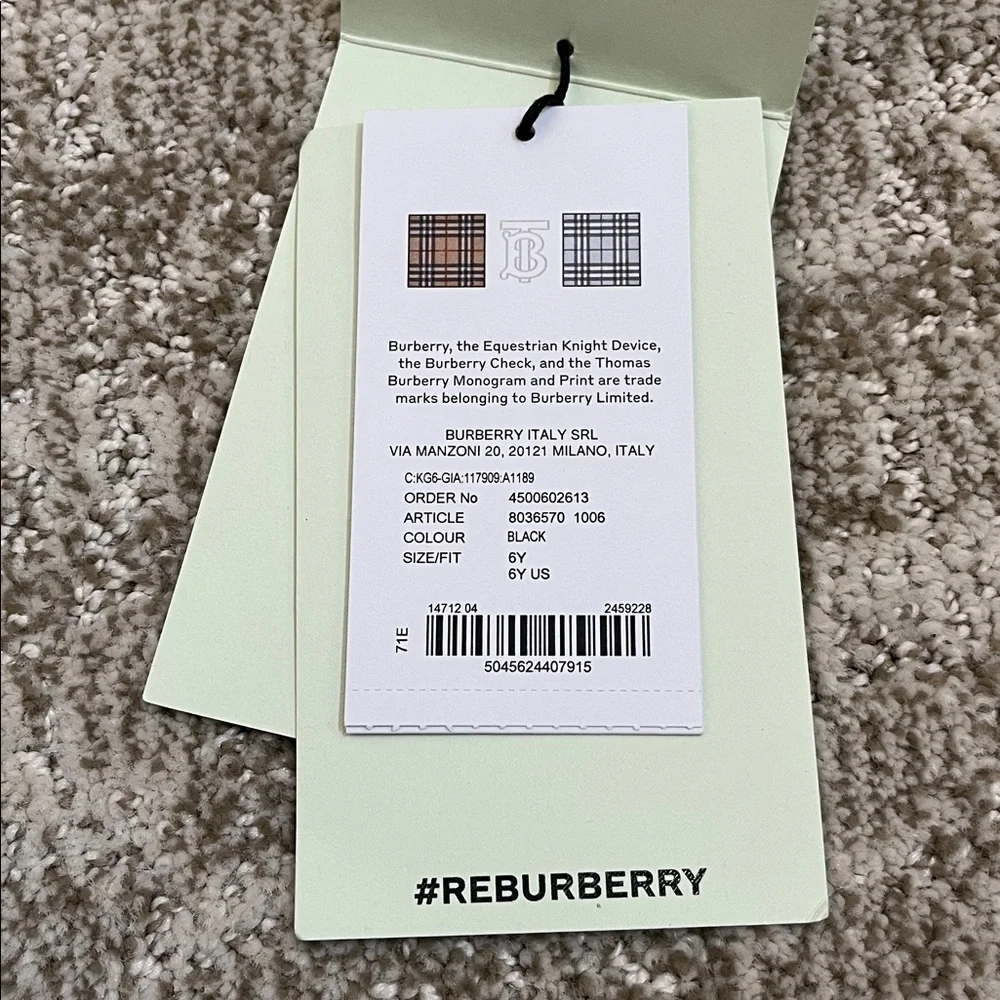 Burberry, the Equestrian Knight Device,
the Burberry Check, and the Thomas
Burberry Monogram and Print are trade
marks belonging to Burberry Limited.
BURBERRY ITALY SRL
VIA MANZONI 20, 20121 MILANO, ITALY
C:KG6-GIA:117909:A1189
ORDER No 4500602613
ARTICLE 8036570 1006
COLOUR BLACK
SIZE/FIT 6Y
6Y US
14712 04 2459228
71E
5045624407915
#REBURBERRY